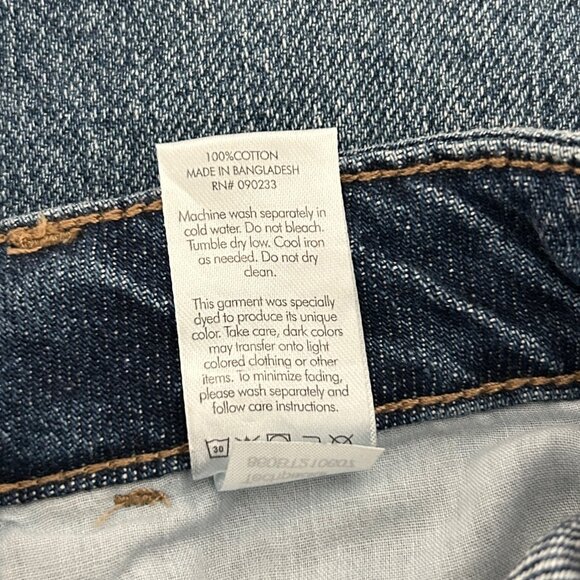 100%COTTON
MADE IN BANGLADESH
RN# 090233
Machine wash separately in
cold water. Do not bleach.
Tumble dry low. Cool iron
as needed. Do not dry
clean.
This garment was specially
dyed to produce its unique
color. Take care, dark colors
may transfer onto light
colored clothing or other
items. To minimize fading,
please wash separately and
follow care instructions.
30